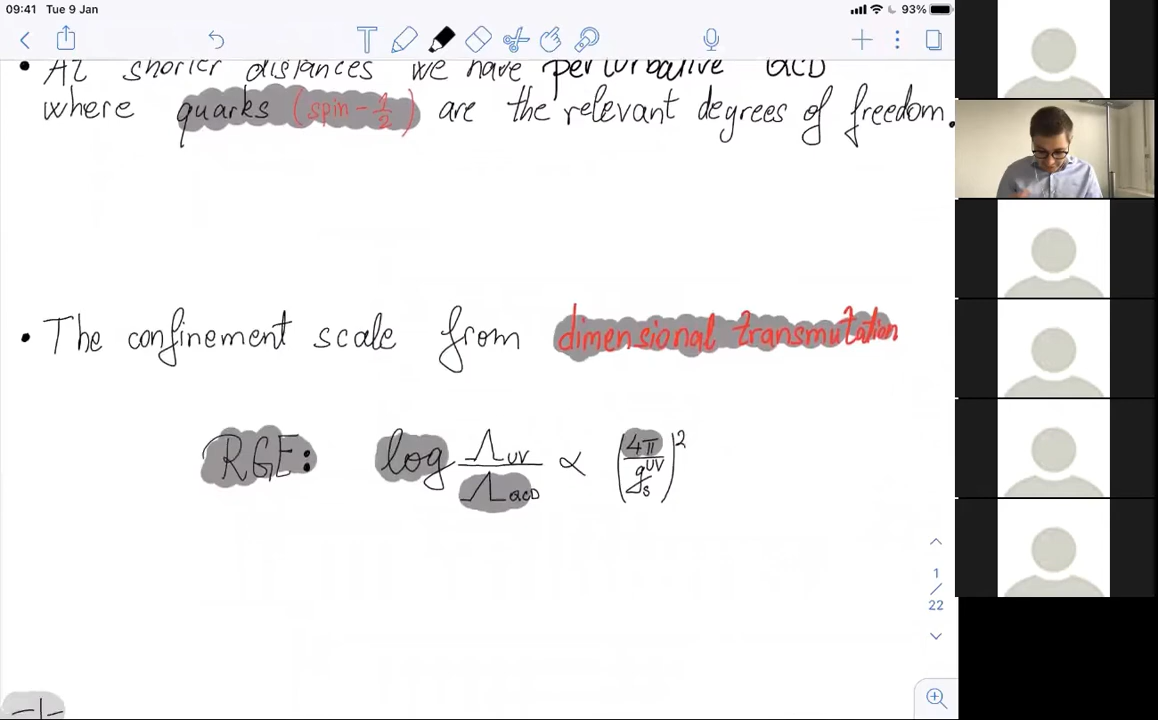 09:41 Tue 9 Jan
93%
• At shorter distances we have perturbative QCD
where quarks (spin-1/2) are the relevant degrees of freedom.
• The confinement scale from dimensional transmutation
RGE: log Λ_UV/Λ_QCD ∝ (4π/g_s^UV)^2
1
/
22